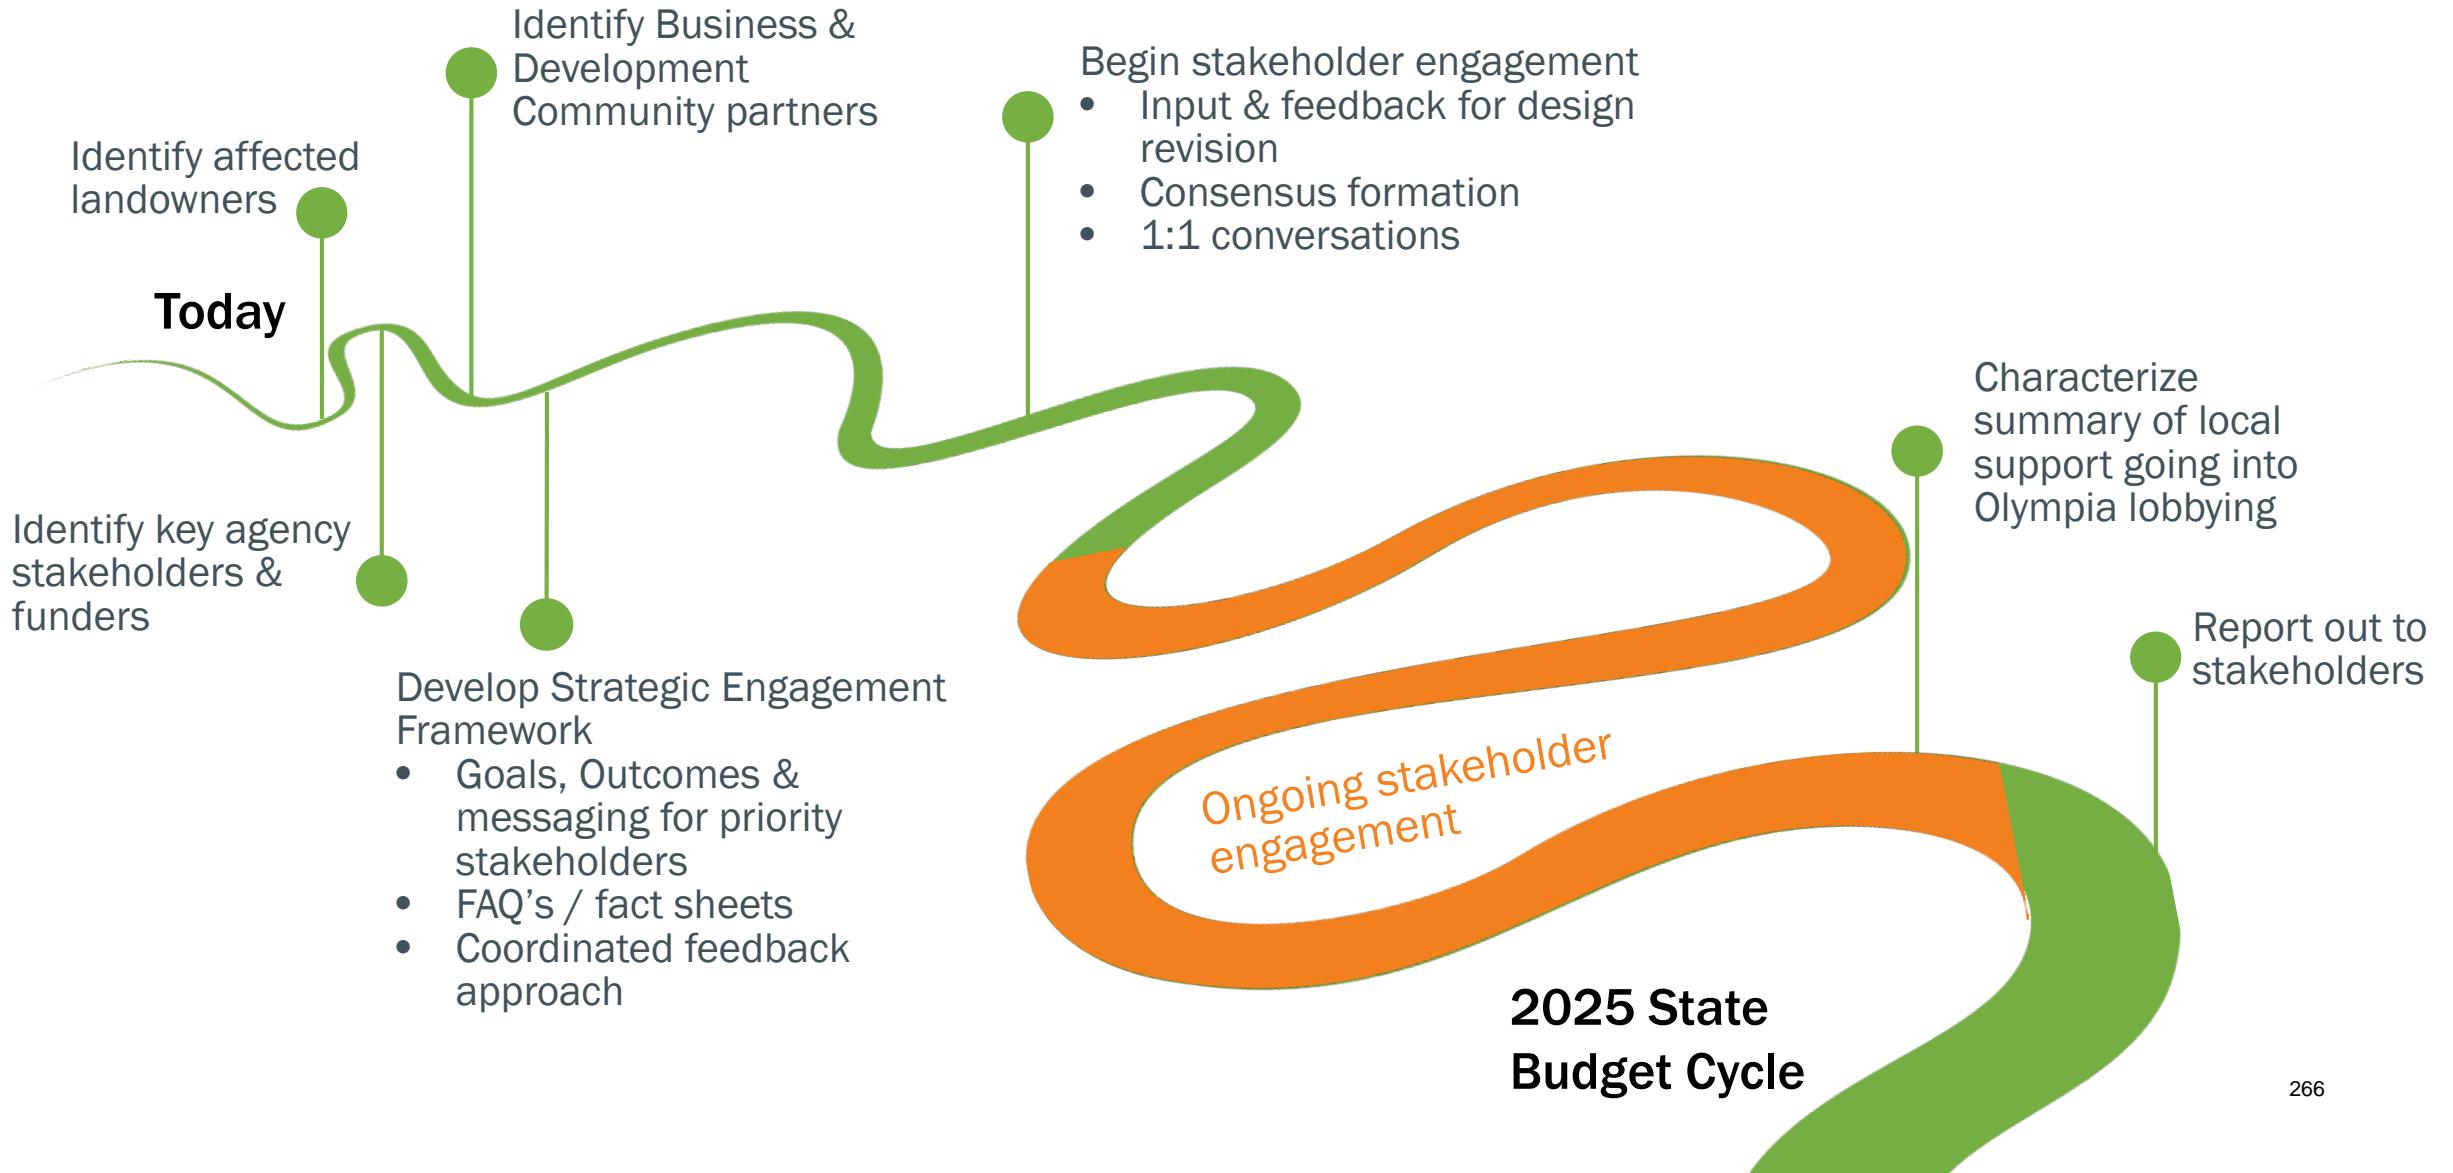 Identify affected
landowners
Today
Identify key agency
stakeholders &
funders
Identify Business &
Development
Community partners
Develop Strategic Engagement
Framework
• Goals, Outcomes &
messaging for priority
stakeholders
• FAQ’s / fact sheets
• Coordinated feedback
approach
Begin stakeholder engagement
• Input & feedback for design
revision
• Consensus formation
• 1:1 conversations
Ongoing stakeholder
engagement
Characterize
summary of local
support going into
Olympia lobbying
Report out to
stakeholders
2025 State
Budget Cycle
266